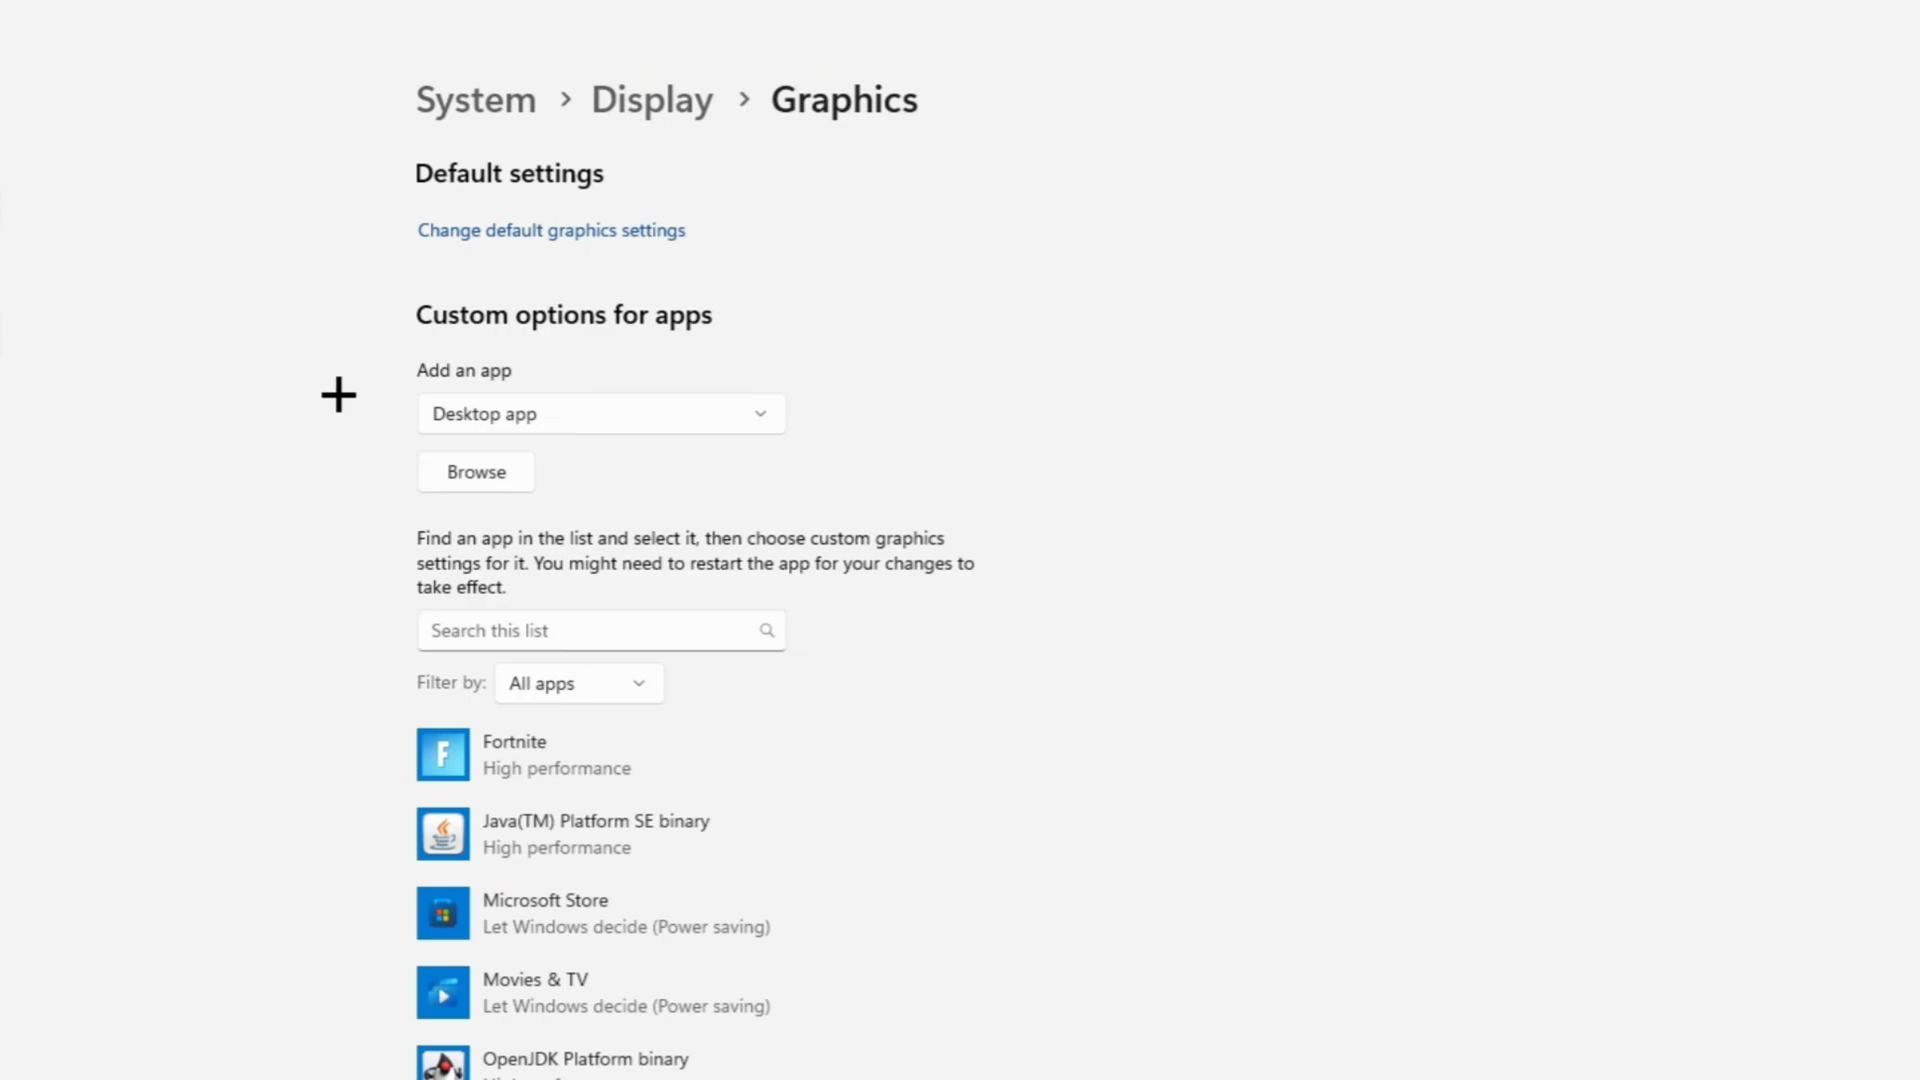 System > Display > Graphics
Default settings
Change default graphics settings
Custom options for apps
Add an app
Desktop app
Browse
Find an app in the list and select it, then choose custom graphics
settings for it. You might need to restart the app for your changes to
take effect.
Search this list
Filter by: All apps
F
Fortnite
High performance
Java(TM) Platform SE binary
High performance
Microsoft Store
Let Windows decide (Power saving)
Movies & TV
Let Windows decide (Power saving)
OpenJDK Platform binary